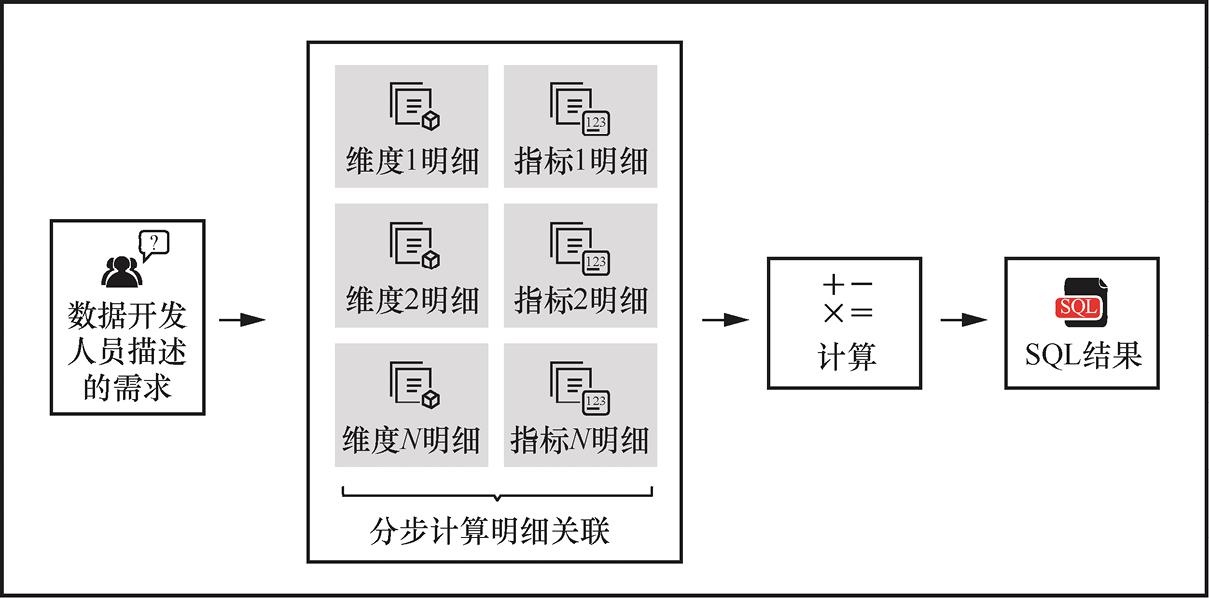 ?
数据开发
人员描述
的需求
123
维度1明细 指标1明细
123
维度2明细 指标2明细
123
维度N明细 指标N明细
分步计算明细关联
+ −
× =
计算
SQL
SQL结果